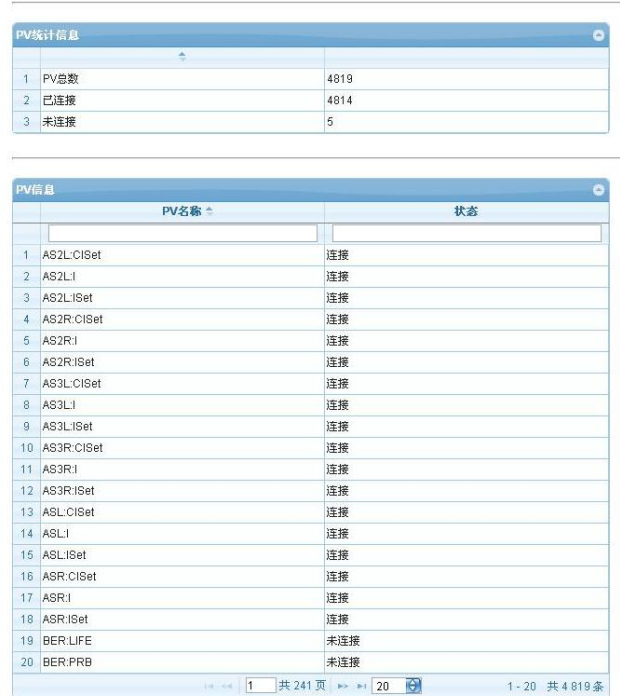 PV统计信息
1 PV总数 4819
2 已连接 4814
3 未连接 5
PV信息
PV名称 状态
1 AS2L:CISet 连接
2 AS2L:I 连接
3 AS2L:ISet 连接
4 AS2R:CISet 连接
5 AS2R:I 连接
6 AS2R:ISet 连接
7 AS3L:CISet 连接
8 AS3L:I 连接
9 AS3L:ISet 连接
10 AS3R:CISet 连接
11 AS3R:I 连接
12 AS3R:ISet 连接
13 ASL:CISet 连接
14 ASL:I 连接
15 ASL:ISet 连接
16 ASR:CISet 连接
17 ASR:I 连接
18 ASR:ISet 连接
19 BER:LIFE 未连接
20 BER:PRB 未连接
1 共 241 页 20 1 - 20 共 4 819 条